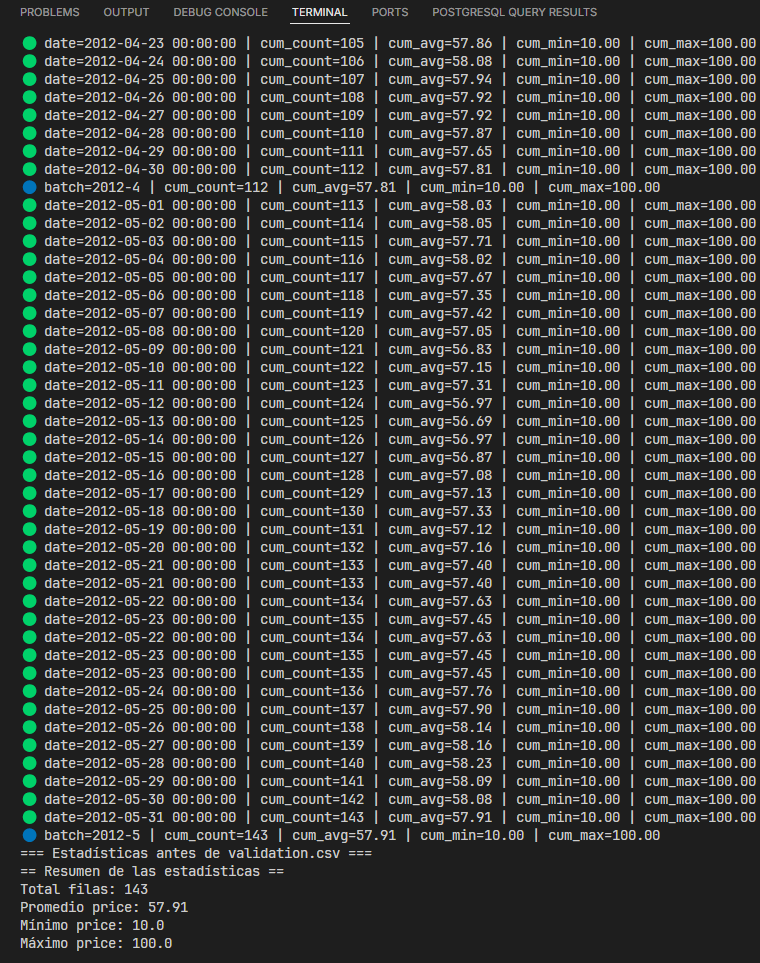 PROBLEMS OUTPUT DEBUG CONSOLE TERMINAL PORTS POSTGRESQL QUERY RESULTS
date=2012-04-23 00:00:00 | cum_count=105 | cum_avg=57.86 | cum_min=10.00 | cum_max=100.00
date=2012-04-24 00:00:00 | cum_count=106 | cum_avg=58.08 | cum_min=10.00 | cum_max=100.00
date=2012-04-25 00:00:00 | cum_count=107 | cum_avg=57.94 | cum_min=10.00 | cum_max=100.00
date=2012-04-26 00:00:00 | cum_count=108 | cum_avg=57.92 | cum_min=10.00 | cum_max=100.00
date=2012-04-27 00:00:00 | cum_count=109 | cum_avg=57.92 | cum_min=10.00 | cum_max=100.00
date=2012-04-28 00:00:00 | cum_count=110 | cum_avg=57.87 | cum_min=10.00 | cum_max=100.00
date=2012-04-29 00:00:00 | cum_count=111 | cum_avg=57.65 | cum_min=10.00 | cum_max=100.00
date=2012-04-30 00:00:00 | cum_count=112 | cum_avg=57.81 | cum_min=10.00 | cum_max=100.00
batch=2012-4 | cum_count=112 | cum_avg=57.81 | cum_min=10.00 | cum_max=100.00
date=2012-05-01 00:00:00 | cum_count=113 | cum_avg=58.03 | cum_min=10.00 | cum_max=100.00
date=2012-05-02 00:00:00 | cum_count=114 | cum_avg=58.05 | cum_min=10.00 | cum_max=100.00
date=2012-05-03 00:00:00 | cum_count=115 | cum_avg=57.71 | cum_min=10.00 | cum_max=100.00
date=2012-05-04 00:00:00 | cum_count=116 | cum_avg=58.02 | cum_min=10.00 | cum_max=100.00
date=2012-05-05 00:00:00 | cum_count=117 | cum_avg=57.67 | cum_min=10.00 | cum_max=100.00
date=2012-05-06 00:00:00 | cum_count=118 | cum_avg=57.35 | cum_min=10.00 | cum_max=100.00
date=2012-05-07 00:00:00 | cum_count=119 | cum_avg=57.42 | cum_min=10.00 | cum_max=100.00
date=2012-05-08 00:00:00 | cum_count=120 | cum_avg=57.05 | cum_min=10.00 | cum_max=100.00
date=2012-05-09 00:00:00 | cum_count=121 | cum_avg=56.83 | cum_min=10.00 | cum_max=100.00
date=2012-05-10 00:00:00 | cum_count=122 | cum_avg=57.15 | cum_min=10.00 | cum_max=100.00
date=2012-05-11 00:00:00 | cum_count=123 | cum_avg=57.31 | cum_min=10.00 | cum_max=100.00
date=2012-05-12 00:00:00 | cum_count=124 | cum_avg=56.97 | cum_min=10.00 | cum_max=100.00
date=2012-05-13 00:00:00 | cum_count=125 | cum_avg=56.69 | cum_min=10.00 | cum_max=100.00
date=2012-05-14 00:00:00 | cum_count=126 | cum_avg=56.97 | cum_min=10.00 | cum_max=100.00
date=2012-05-15 00:00:00 | cum_count=127 | cum_avg=56.87 | cum_min=10.00 | cum_max=100.00
date=2012-05-16 00:00:00 | cum_count=128 | cum_avg=57.08 | cum_min=10.00 | cum_max=100.00
date=2012-05-17 00:00:00 | cum_count=129 | cum_avg=57.13 | cum_min=10.00 | cum_max=100.00
date=2012-05-18 00:00:00 | cum_count=130 | cum_avg=57.33 | cum_min=10.00 | cum_max=100.00
date=2012-05-19 00:00:00 | cum_count=131 | cum_avg=57.12 | cum_min=10.00 | cum_max=100.00
date=2012-05-20 00:00:00 | cum_count=132 | cum_avg=57.16 | cum_min=10.00 | cum_max=100.00
date=2012-05-21 00:00:00 | cum_count=133 | cum_avg=57.40 | cum_min=10.00 | cum_max=100.00
date=2012-05-21 00:00:00 | cum_count=133 | cum_avg=57.40 | cum_min=10.00 | cum_max=100.00
date=2012-05-22 00:00:00 | cum_count=134 | cum_avg=57.63 | cum_min=10.00 | cum_max=100.00
date=2012-05-23 00:00:00 | cum_count=135 | cum_avg=57.45 | cum_min=10.00 | cum_max=100.00
date=2012-05-22 00:00:00 | cum_count=134 | cum_avg=57.63 | cum_min=10.00 | cum_max=100.00
date=2012-05-23 00:00:00 | cum_count=135 | cum_avg=57.45 | cum_min=10.00 | cum_max=100.00
date=2012-05-23 00:00:00 | cum_count=135 | cum_avg=57.45 | cum_min=10.00 | cum_max=100.00
date=2012-05-24 00:00:00 | cum_count=136 | cum_avg=57.76 | cum_min=10.00 | cum_max=100.00
date=2012-05-25 00:00:00 | cum_count=137 | cum_avg=57.90 | cum_min=10.00 | cum_max=100.00
date=2012-05-26 00:00:00 | cum_count=138 | cum_avg=58.14 | cum_min=10.00 | cum_max=100.00
date=2012-05-27 00:00:00 | cum_count=139 | cum_avg=58.16 | cum_min=10.00 | cum_max=100.00
date=2012-05-28 00:00:00 | cum_count=140 | cum_avg=58.23 | cum_min=10.00 | cum_max=100.00
date=2012-05-29 00:00:00 | cum_count=141 | cum_avg=58.09 | cum_min=10.00 | cum_max=100.00
date=2012-05-30 00:00:00 | cum_count=142 | cum_avg=58.08 | cum_min=10.00 | cum_max=100.00
date=2012-05-31 00:00:00 | cum_count=143 | cum_avg=57.91 | cum_min=10.00 | cum_max=100.00
batch=2012-5 | cum_count=143 | cum_avg=57.91 | cum_min=10.00 | cum_max=100.00
=== Estadísticas antes de validation.csv ===
== Resumen de las estadísticas ==
Total filas: 143
Promedio price: 57.91
Mínimo price: 10.0
Máximo price: 100.0